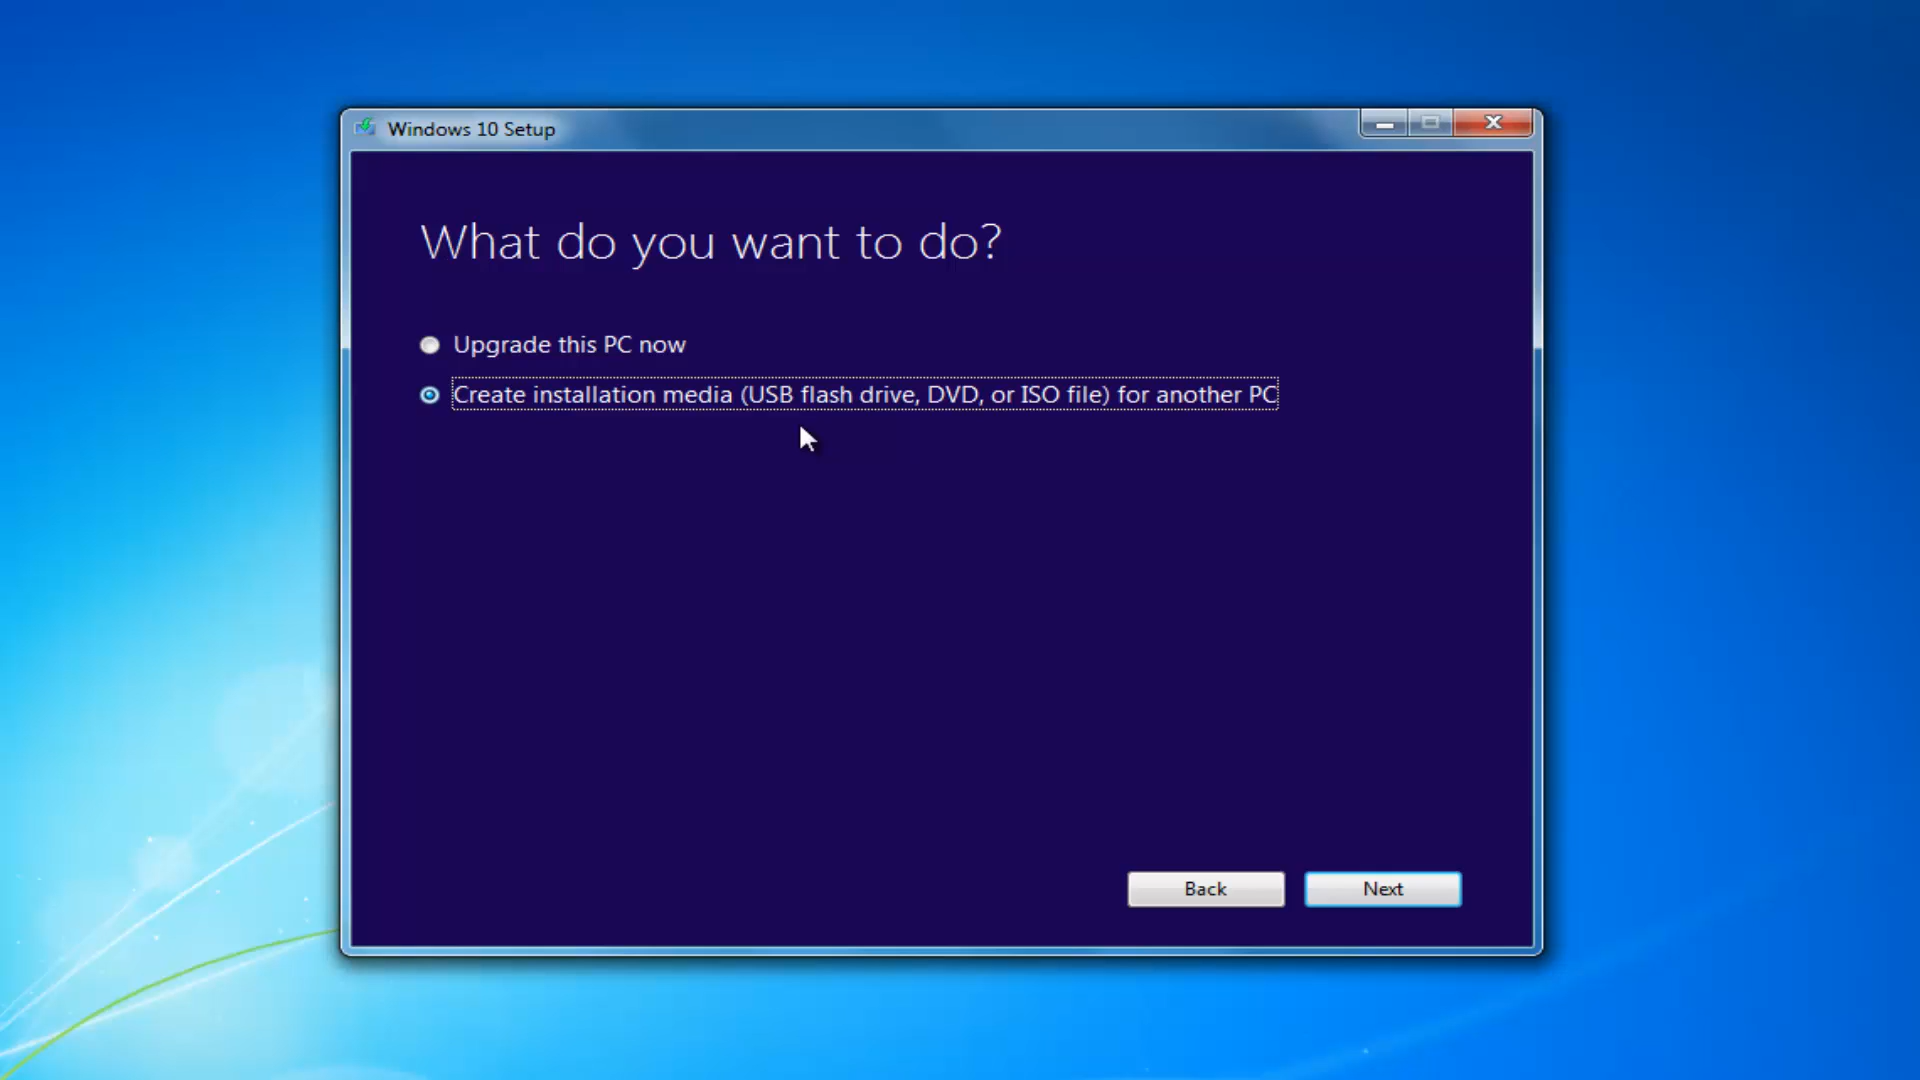 Windows 10 Setup
What do you want to do?
Upgrade this PC now
Create installation media (USB flash drive, DVD, or ISO file) for another PC
Back
Next